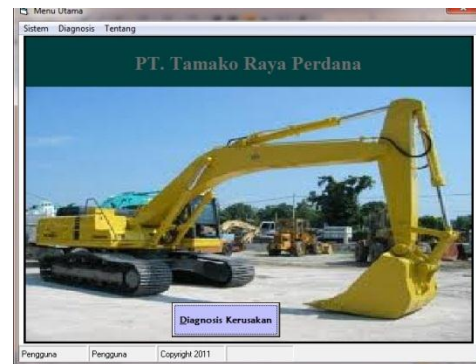 Menu Utama
Sistem Diagnosis Tentang
PT. Tamako Raya Perdana
Diagnosis Kerusakan
Pengguna Pengguna Copyright 2011